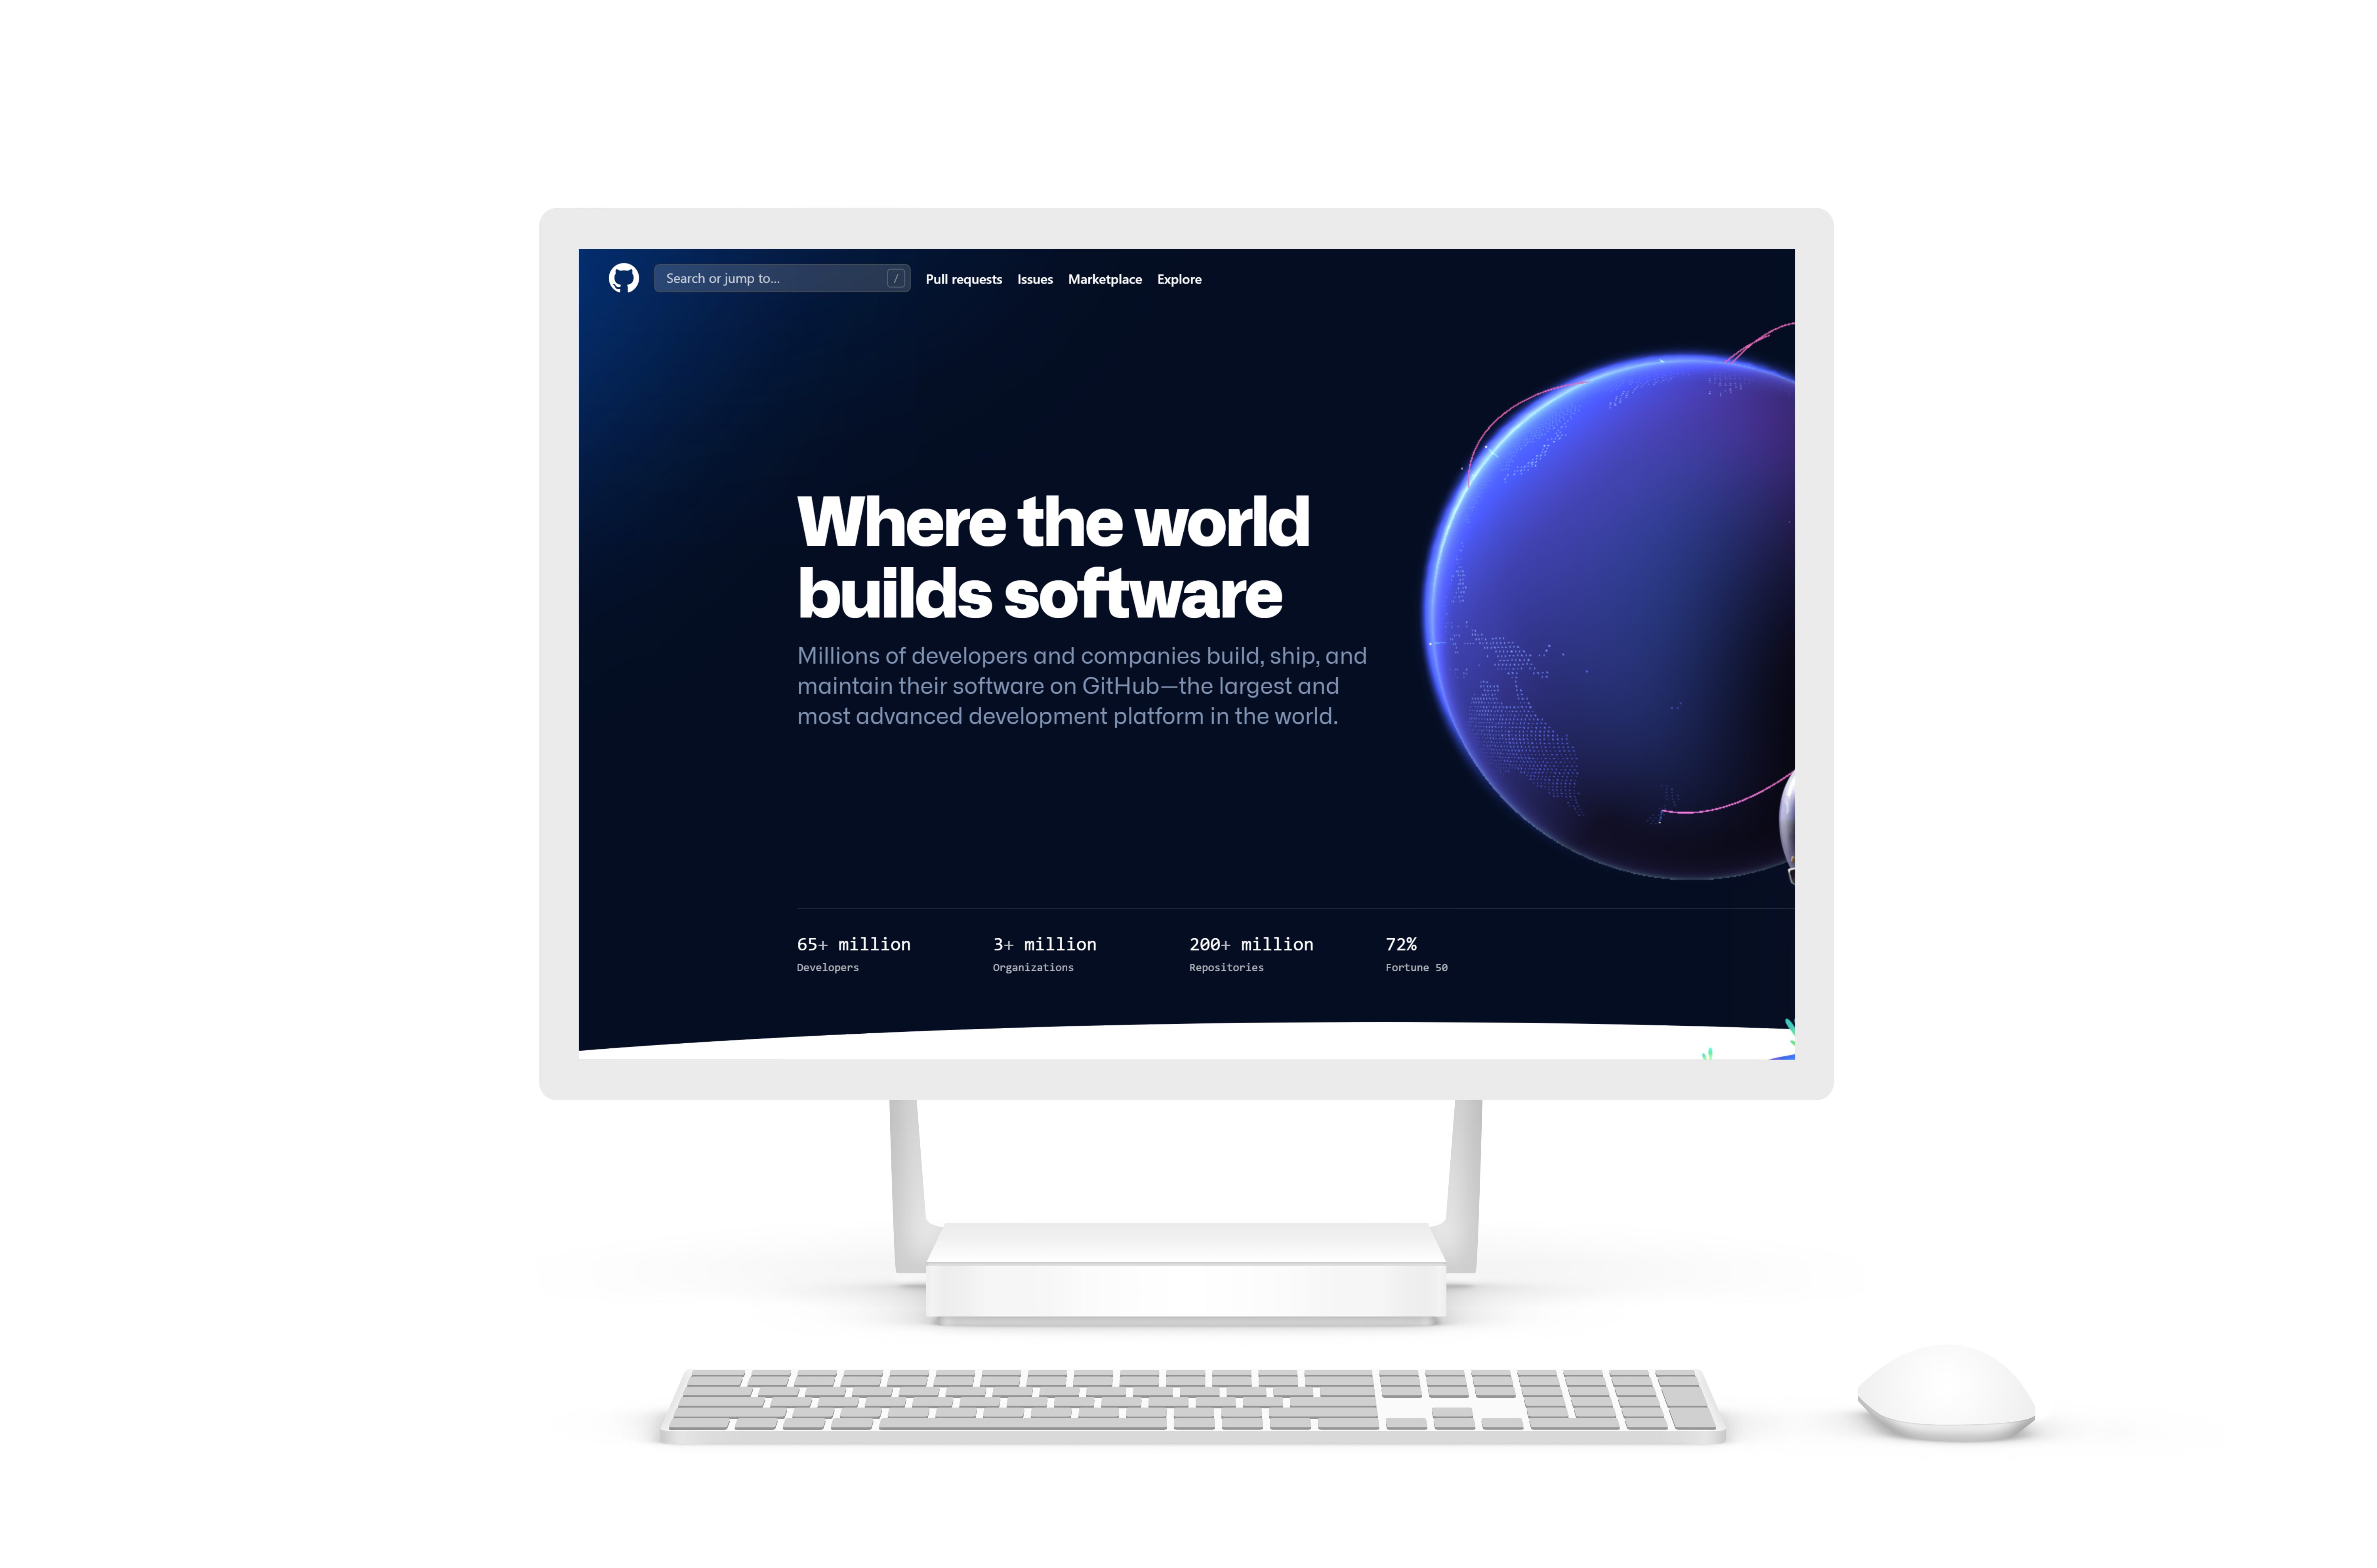 Search or jump to... /
Pull requests Issues Marketplace Explore
Where the world
builds software
Millions of developers and companies build, ship, and
maintain their software on GitHub—the largest and
most advanced development platform in the world.
65+ million
Developers
3+ million
Organizations
200+ million
Repositories
72%
Fortune 50